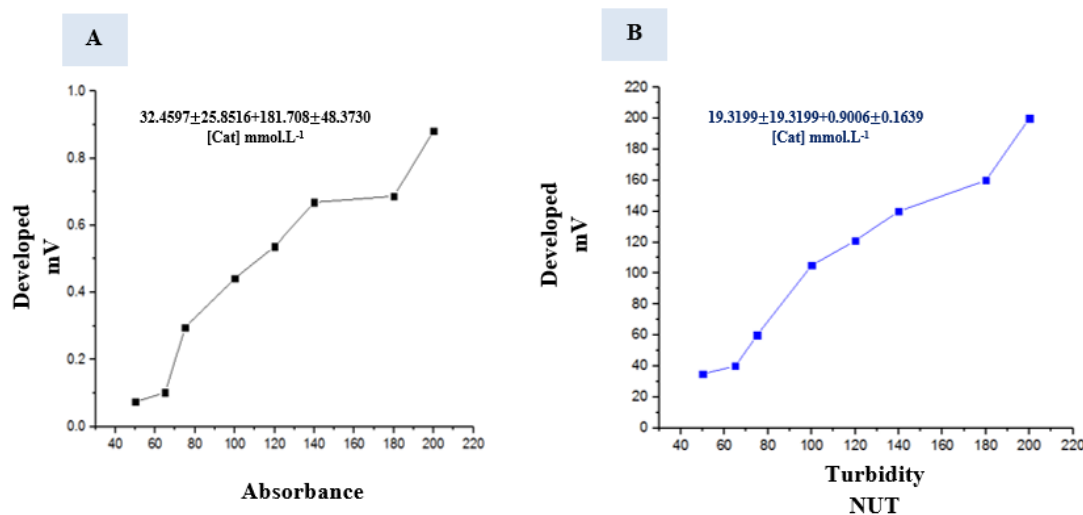 A
1.0
0.8
0.6
0.4
0.2
0.0
40 60 80 100 120 140 160 180 200 220
32.4597±25.8516+181.708±48.3730
[Cat] mmol.L-1
Developed
mV
Absorbance
B
220
200
180
160
140
120
100
80
60
40
20
0
40 60 80 100 120 140 160 180 200 220
19.3199±19.3199+0.9006±0.1639
[Cat] mmol.L-1
Developed
mV
Turbidity
NUT